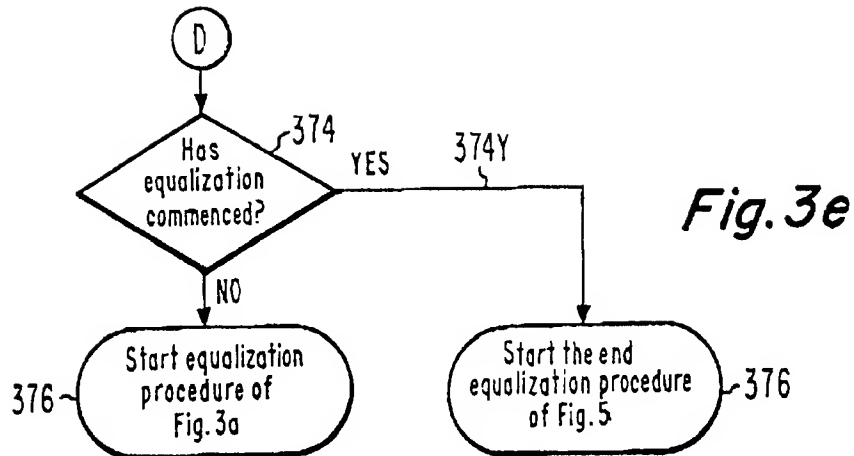 D
374
Has
equalization
commenced?
YES
374Y
Fig. 3e
NO
Start equalization
procedure of
Fig. 3a
376
Start the end
equalization procedure
of Fig. 5
376